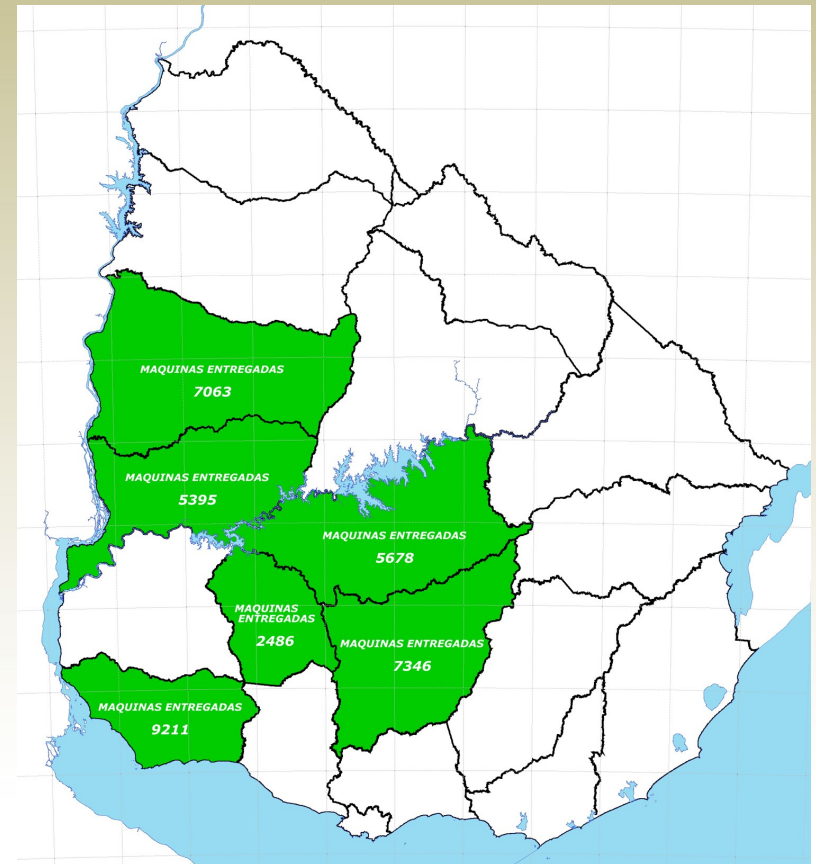 MAQUINAS ENTREGADAS
7063
MAQUINAS ENTREGADAS
5395
MAQUINAS ENTREGADAS
5678
MAQUINAS
ENTREGADAS
2486
MAQUINAS ENTREGADAS
7346
MAQUINAS ENTREGADAS
9211